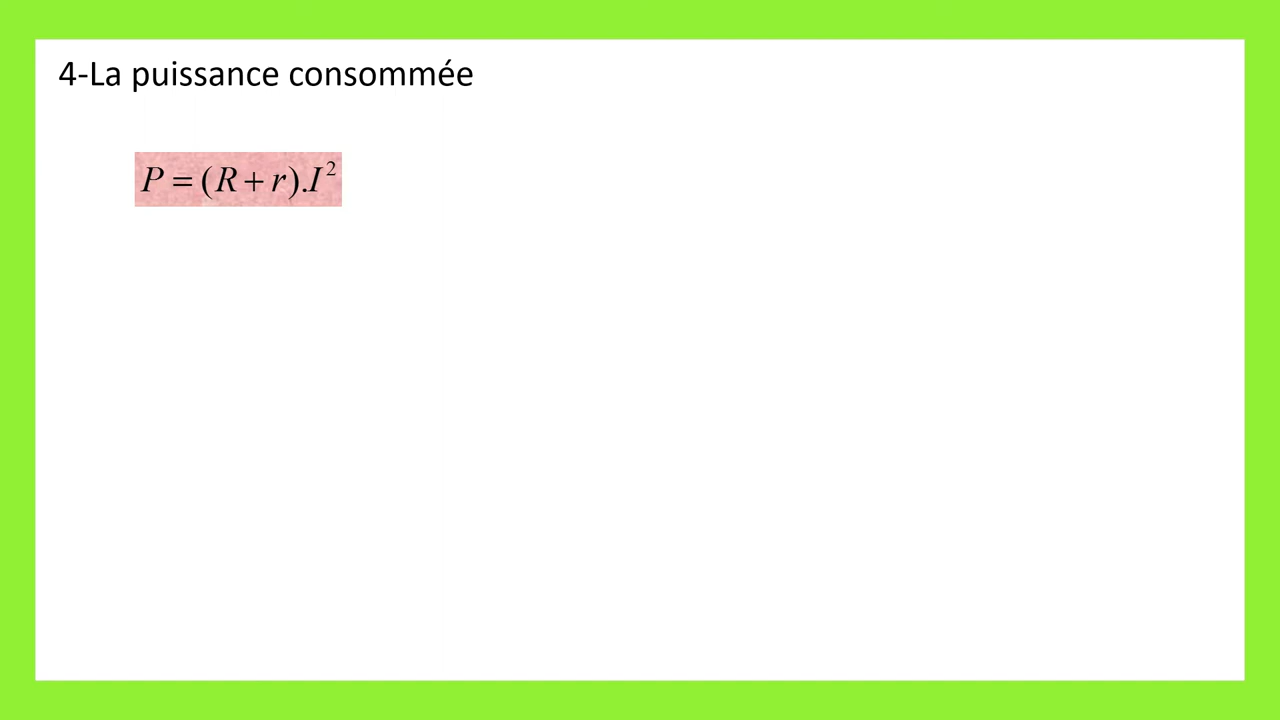 4-La puissance consommée
P = (R + r).I²